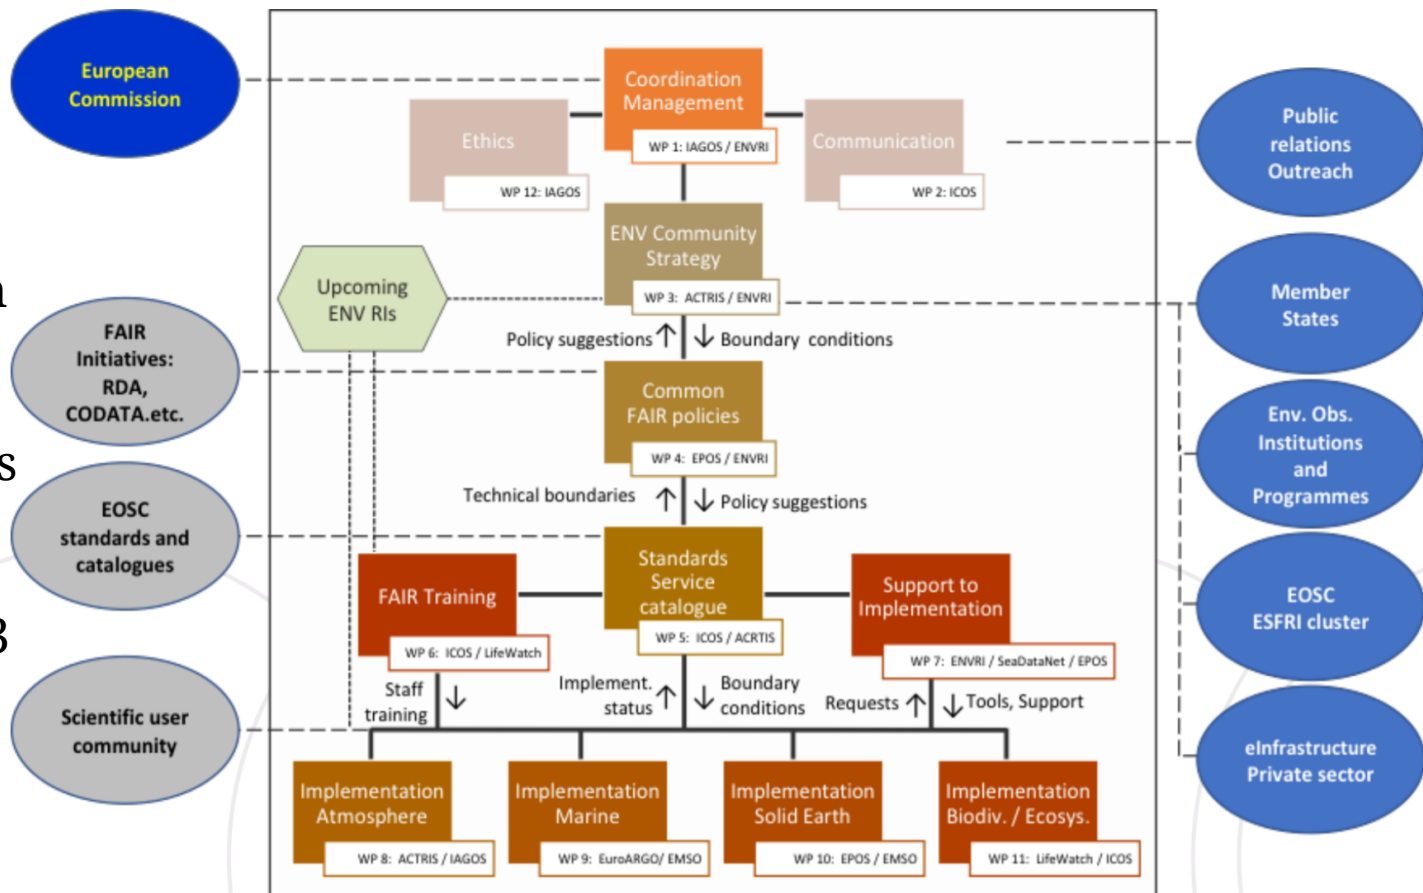 European
Commission
Coordination
Management
WP 1: IAGOS / ENVRI
Ethics
WP 12: IAGOS
Communication
WP 2: ICOS
Public
relations
Outreach
ENV Community
Strategy
WP 3: ACTRIS / ENVRI
Upcoming
ENV RIs
Member
States
Policy suggestions
Boundary conditions
FAIR
Initiatives:
RDA,
CODATA.etc.
Common
FAIR policies
WP 4: EPOS / ENVRI
Env. Obs.
Institutions
and
Programmes
s
Technical boundaries
Policy suggestions
EOSC
standards and
catalogues
Standards
Service
catalogue
WP 5: ICOS / ACRTIS
FAIR Training
WP 6: ICOS / LifeWatch
Support to
Implementation
WP 7: ENVRI / SeaDataNet / EPOS
EOSC
ESFRI cluster
Staff
training
Implement.
status
Boundary
conditions
Requests
Tools, Support
Scientific user
community
eInfrastructure
Private sector
Implementation
Atmosphere
WP 8: ACTRIS / IAGOS
Implementation
Marine
WP 9: EuroARGO/ EMSO
Implementation
Solid Earth
WP 10: EPOS / EMSO
Implementation
Biodiv. / Ecosys.
WP 11: LifeWatch / ICOS